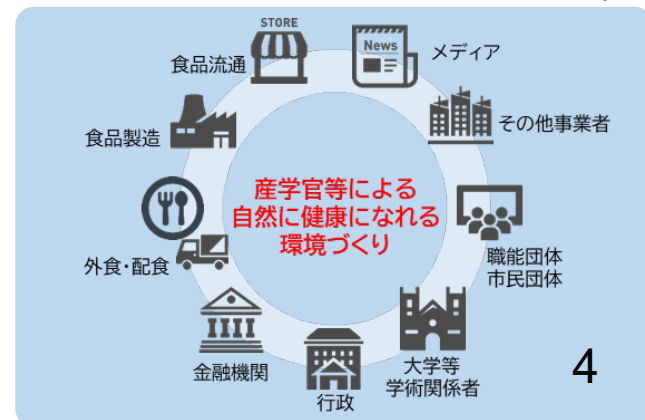 STORE
食品流通
News
メディア
食品製造
その他事業者
産学官等による
自然に健康になれる
環境づくり
外食・配食
職能団体
市民団体
金融機関
大学等
学術関係者
行政
4